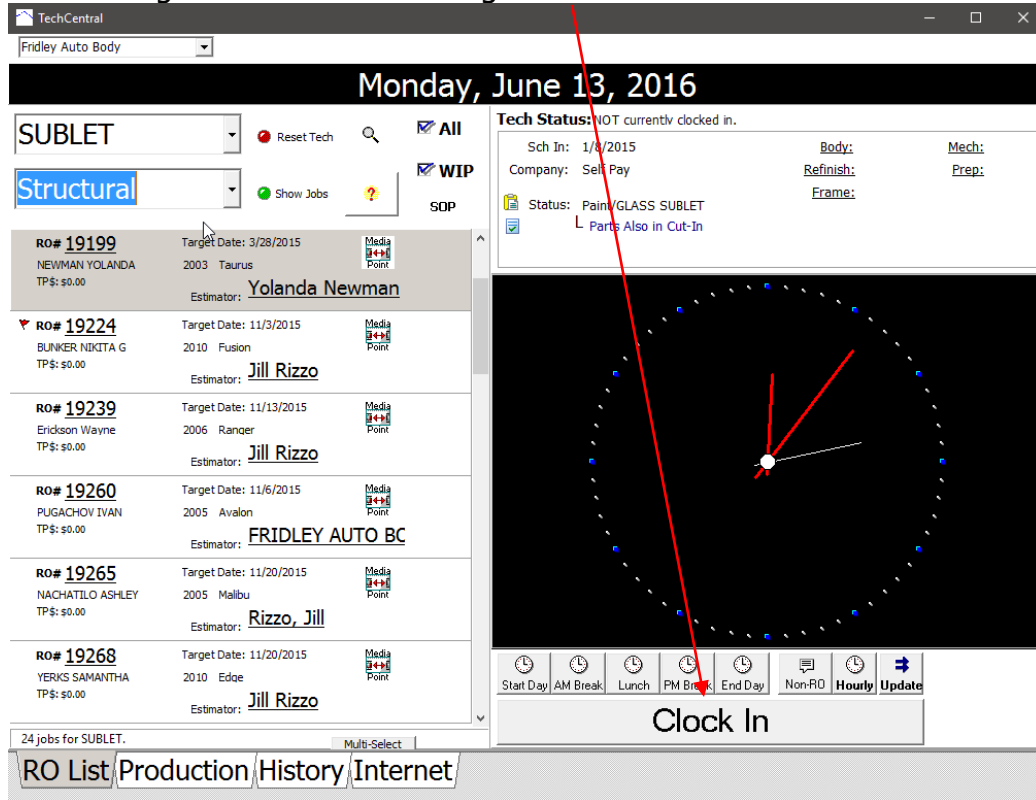 TechCentral
Fridley Auto Body
Monday, June 13, 2016
SUBLET
Reset Tech
All
Structural
Show Jobs
?
WIP
SOP
RO# 19199
Target Date: 3/28/2015
Media
Point
NEWMAN YOLANDA
2003 Taurus
TP$: $0.00
Estimator: Yolanda Newman
RO# 19224
Target Date: 11/3/2015
Media
Point
BUNKER NIKITA G
2010 Fusion
TP$: $0.00
Estimator: Jill Rizzo
RO# 19239
Target Date: 11/13/2015
Media
Point
Erickson Wayne
2006 Ranger
TP$: $0.00
Estimator: Jill Rizzo
RO# 19260
Target Date: 11/6/2015
Media
Point
PUGACHOV IVAN
2005 Avalon
TP$: $0.00
Estimator: FRIDLEY AUTO BC
RO# 19265
Target Date: 11/20/2015
Media
Point
NACHATILO ASHLEY
2005 Malibu
TP$: $0.00
Estimator: Rizzo, Jill
RO# 19268
Target Date: 11/20/2015
Media
Point
YERKS SAMANTHA
2010 Edge
TP$: $0.00
Estimator: Jill Rizzo
24 jobs for SUBLET.
Multi-Select
Tech Status: NOT currently clocked in.
Sch In: 1/8/2015
Body:
Mech:
Company: Self Pay
Refinish:
Prep:
Frame:
Status: Paint/GLASS SUBLET
Parts Also in Cut-In
Start Day
AM Break
Lunch
PM Break
End Day
Non-RO
Hourly
Update
Clock In
RO List
Production
History
Internet